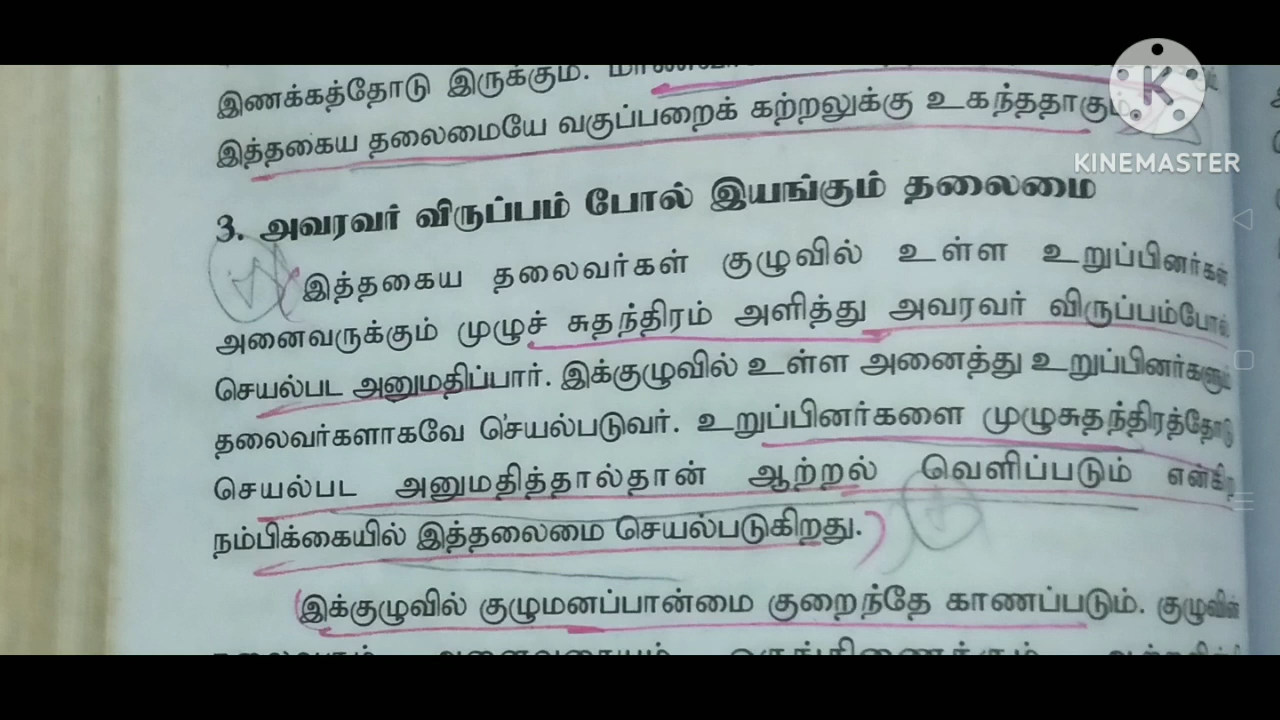 இணக்கத்தோடு இருக்கும்.
KINEMASTER
இத்தகைய தலைமையே வகுப்பறைக் கற்றலுக்கு உகந்ததாகு
3. அவரவர் விருப்பம் போல் இயங்கும் தலைமை
இத்தகைய தலைவர்கள் குழுவில் உள்ள உறுப்பினர்கள்
அனைவருக்கும் முழுச் சுதந்திரம் அளித்து அவரவர் விருப்பம்போல்
செயல்பட அனுமதிப்பார். இக்குழுவில் உள்ள அனைத்து உறுப்பினர்களும்
தலைவர்களாகவே செயல்படுவர். உறுப்பினர்களை முழுசுதந்திரத்தோடு
செயல்பட அனுமதித்தால்தான் ஆற்றல் வெளிப்படும் என்கிற
நம்பிக்கையில் இத்தலைமை செயல்படுகிறது.
இக்குழுவில் குழுமனப்பான்மை குறைந்தே காணப்படும். குழுவின்